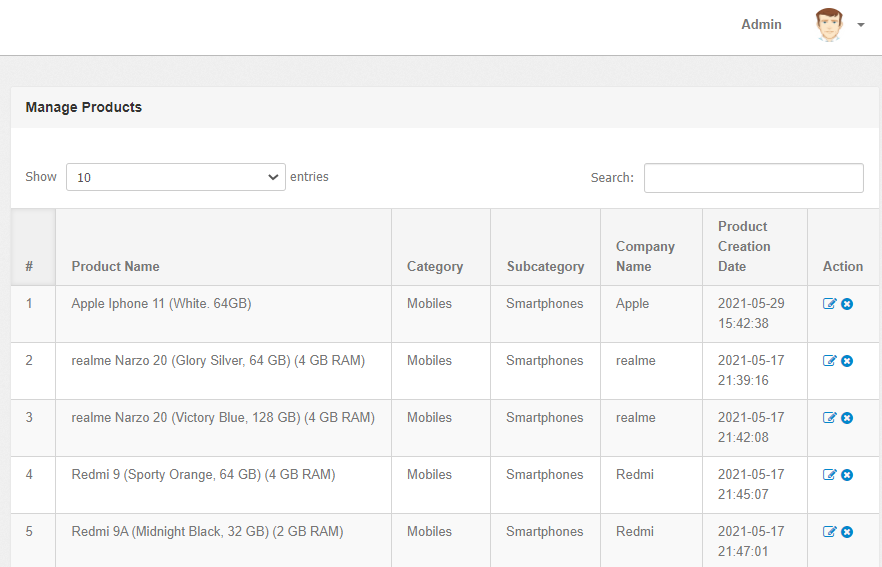 Admin
Manage Products
Show 10 entries Search:
# Product Name Category Subcategory Company Name Product Creation Date Action
1 Apple Iphone 11 (White. 64GB) Mobiles Smartphones Apple 2021-05-29 15:42:38
2 realme Narzo 20 (Glory Silver, 64 GB) (4 GB RAM) Mobiles Smartphones realme 2021-05-17 21:39:16
3 realme Narzo 20 (Victory Blue, 128 GB) (4 GB RAM) Mobiles Smartphones realme 2021-05-17 21:42:08
4 Redmi 9 (Sporty Orange, 64 GB) (4 GB RAM) Mobiles Smartphones Redmi 2021-05-17 21:45:07
5 Redmi 9A (Midnight Black, 32 GB) (2 GB RAM) Mobiles Smartphones Redmi 2021-05-17 21:47:01